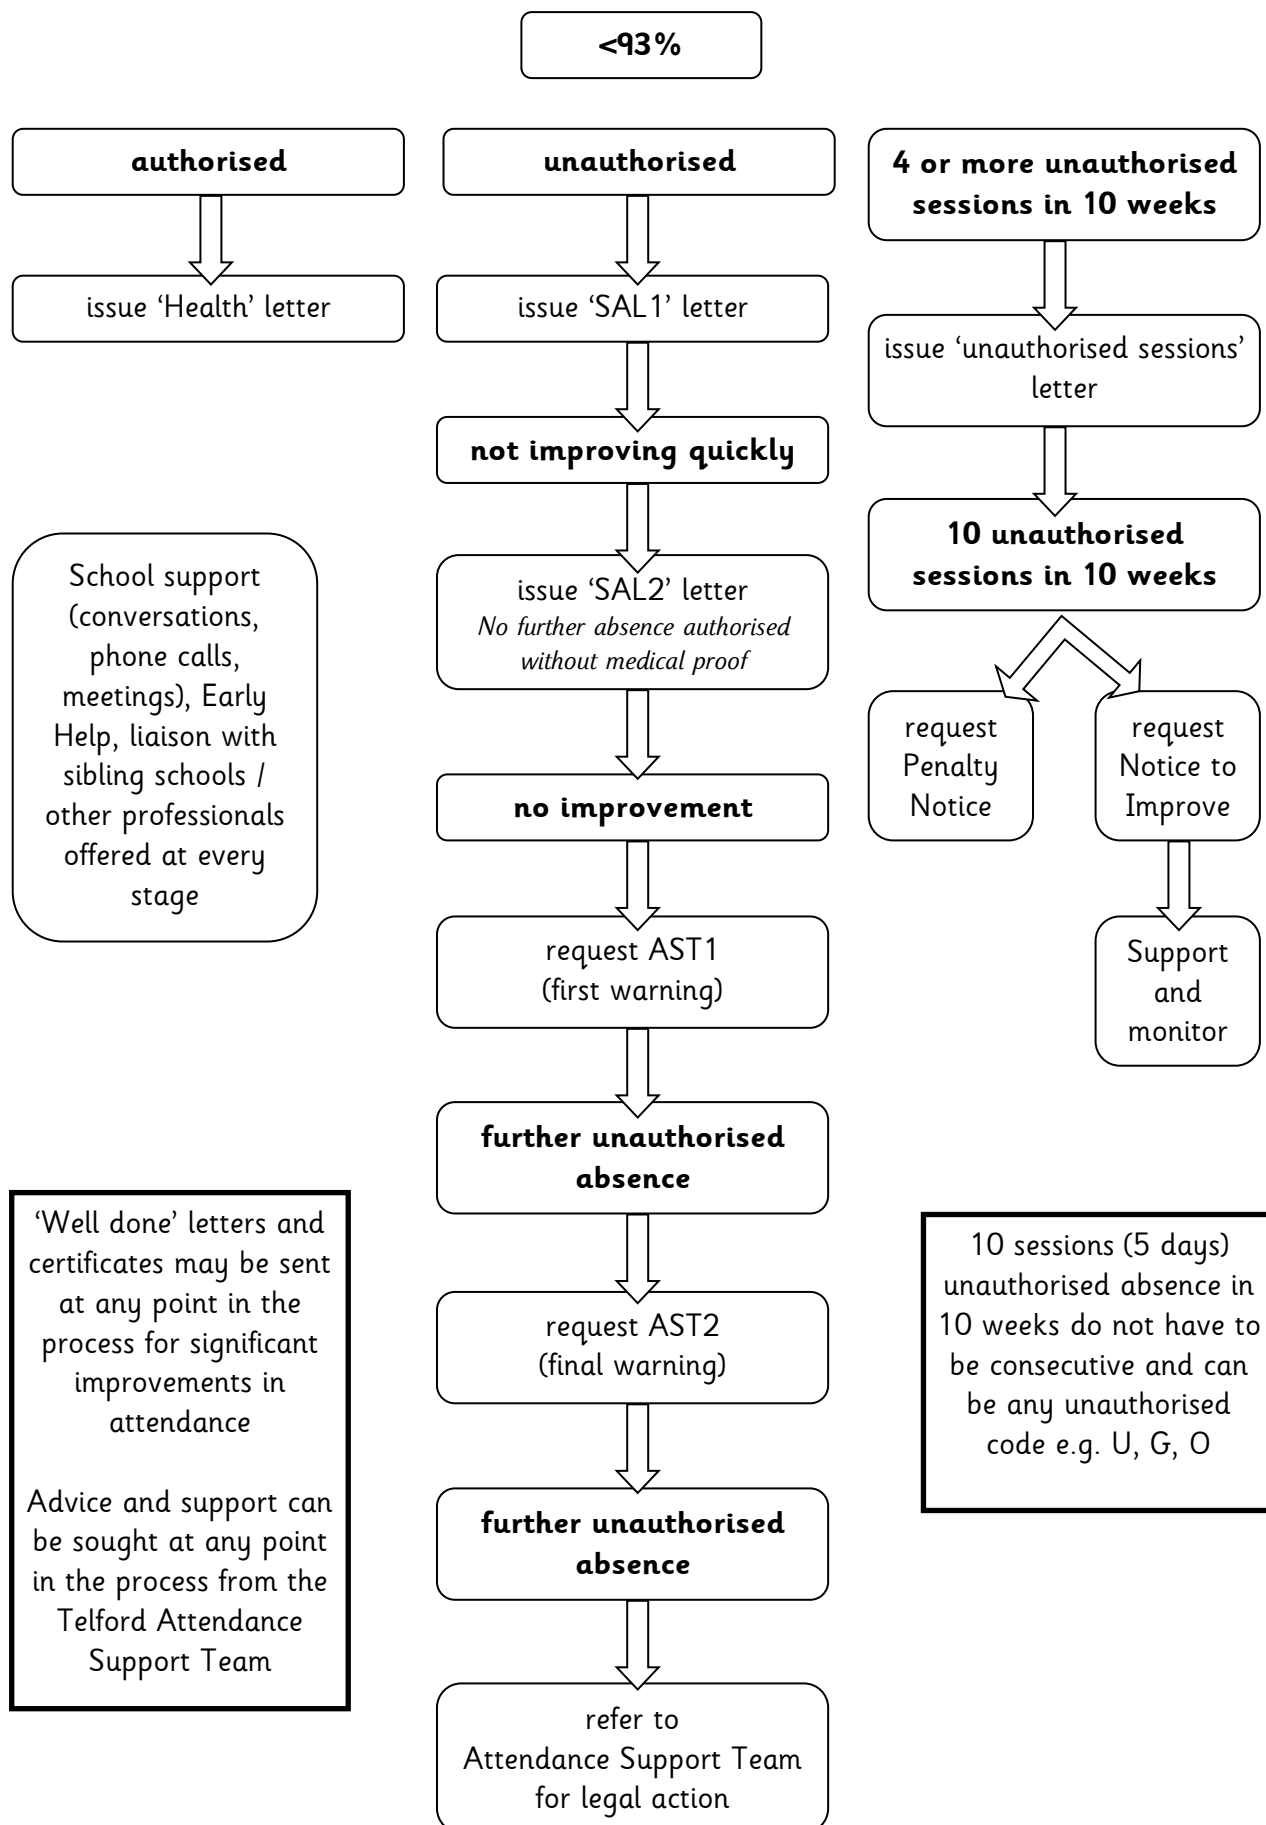 <93%
authorised
issue ‘Health’ letter
unauthorised
issue ‘SAL1’ letter
not improving quickly
issue ‘SAL2’ letter
No further absence authorised
without medical proof
no improvement
request AST1
(first warning)
further unauthorised
absence
request AST2
(final warning)
further unauthorised
absence
refer to
Attendance Support Team
for legal action
4 or more unauthorised
sessions in 10 weeks
issue ‘unauthorised sessions’
letter
10 unauthorised
sessions in 10 weeks
request
Penalty
Notice
request
Notice to
Improve
Support
and
monitor
School support
(conversations,
phone calls,
meetings), Early
Help, liaison with
sibling schools /
other professionals
offered at every
stage
‘Well done’ letters and
certificates may be sent
at any point in the
process for significant
improvements in
attendance
Advice and support can
be sought at any point
in the process from the
Telford Attendance
Support Team
10 sessions (5 days)
unauthorised absence in
10 weeks do not have to
be consecutive and can
be any unauthorised
code e.g. U, G, O